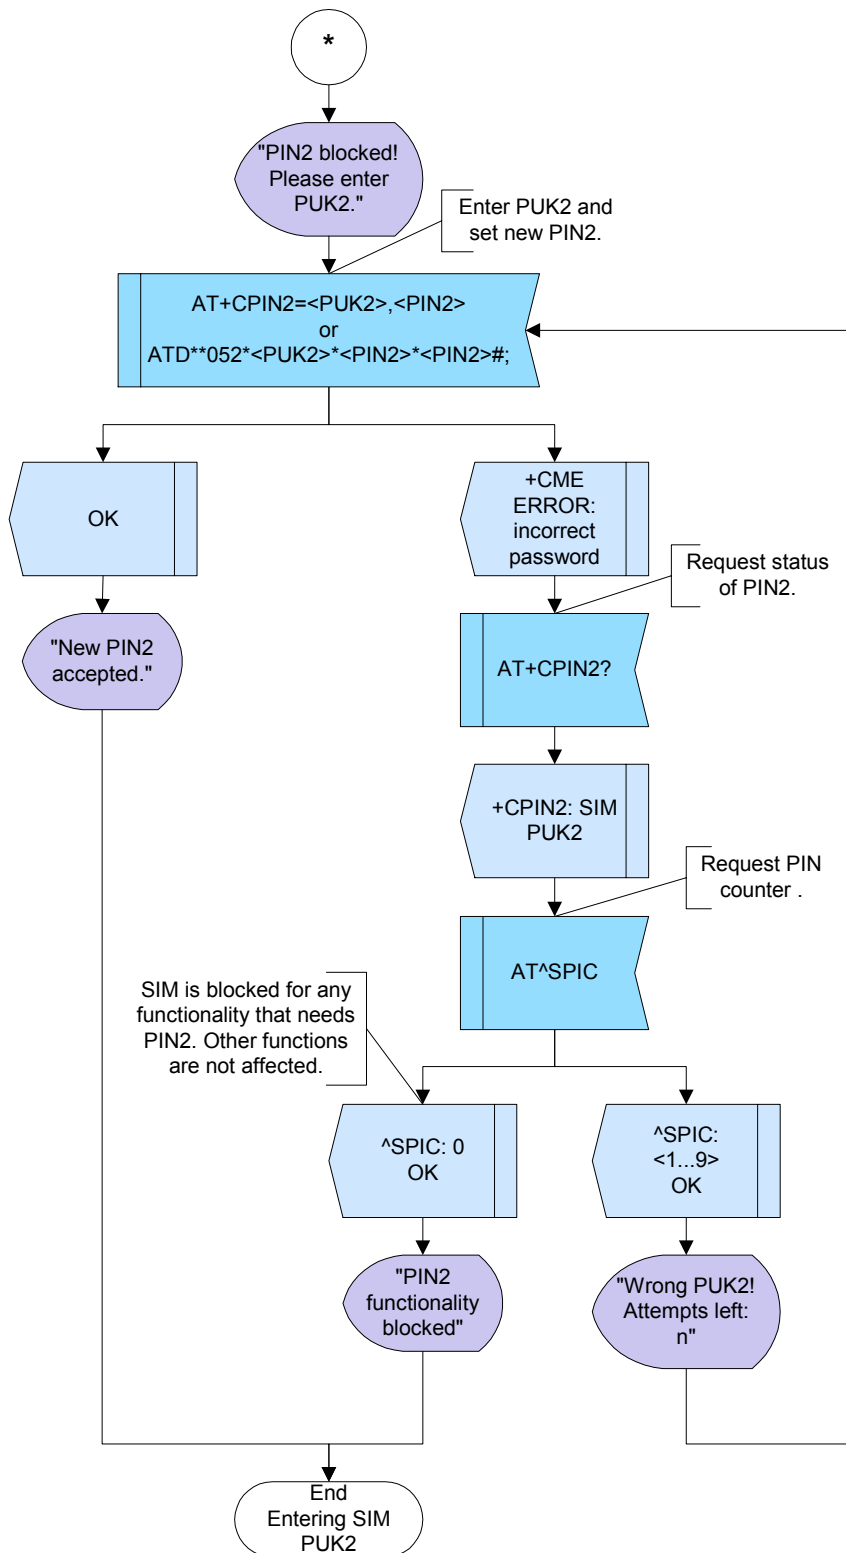 *
"PIN2 blocked!
Please enter
PUK2."
Enter PUK2 and
set new PIN2.
AT+CPIN2=<PUK2>,<PIN2>
or
ATD**052*<PUK2>*<PIN2>*<PIN2>#;
OK
+CME
ERROR:
incorrect
password
Request status
of PIN2.
"New PIN2
accepted."
AT+CPIN2?
+CPIN2: SIM
PUK2
Request PIN
counter .
AT^SPIC
SIM is blocked for any
functionality that needs
PIN2. Other functions
are not affected.
^SPIC: 0
OK
^SPIC:
<1...9>
OK
"PIN2
functionality
blocked"
"Wrong PUK2!
Attempts left:
n"
End
Entering SIM
PUK2